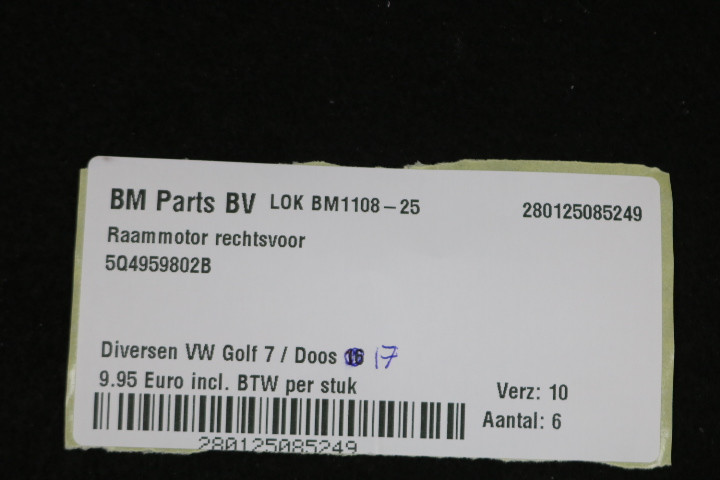 BM Parts BV LOK BM1108-25 280125085249
Raammotor rechtsvoor
5Q4959802B
Diversen VW Golf 7 / Doos 17
9.95 Euro incl. BTW per stuk
Verz: 10
Aantal: 6
280125085249